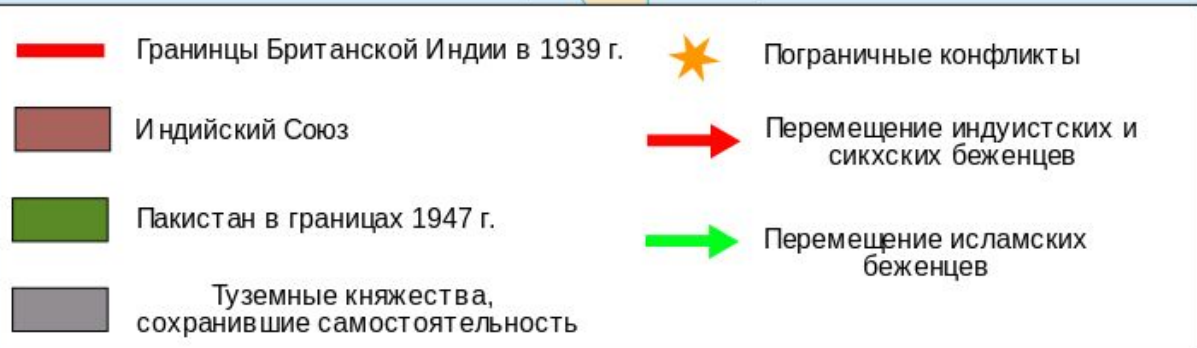 Гранинцы Британской Индии в 1939 г.
Индийский Союз
Пакистан в границах 1947 г.
Туземные княжества,
сохранившие самостоятельность
Пограничные конфликты
Перемещение индуистских и
сикхских беженцев
Перемещение исламских
беженцев